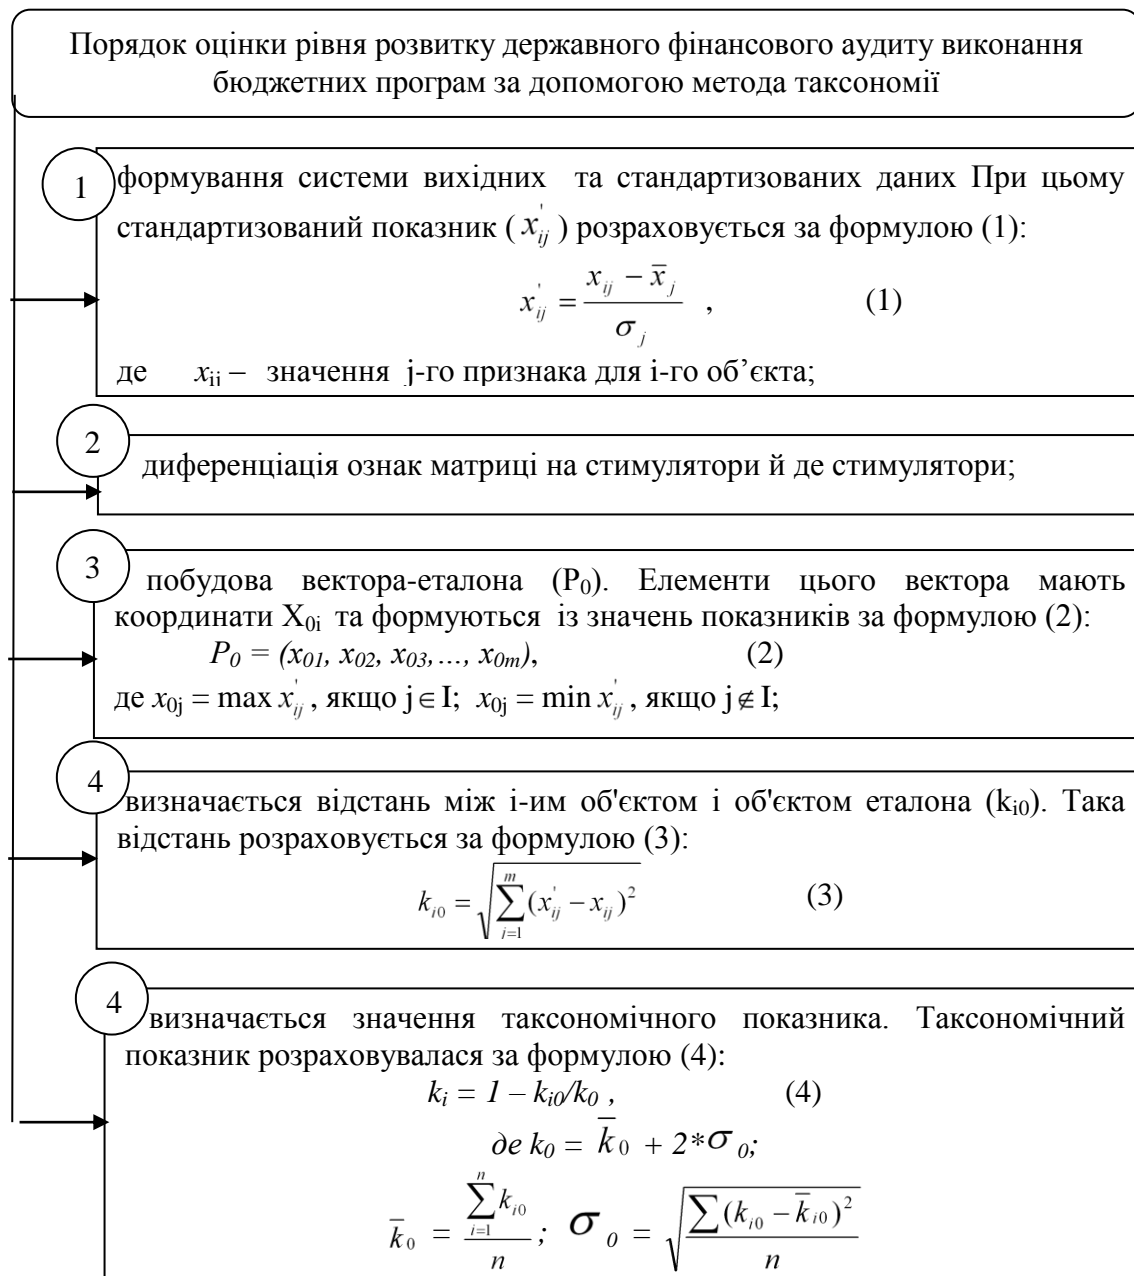 Порядок оцінки рівня розвитку державного фінансового аудиту виконання
бюджетних програм за допомогою метода таксономії
1
формування системи вихідних та стандартизованих даних При цьому
стандартизований показник ( x'ij ) розраховується за формулою (1):
x'ij = (xij − x̄j) / σj , (1)
де xij – значення j-го признака для i-го об’єкта;
2
диференціація ознак матриці на стимулятори й де стимулятори;
3
побудова вектора-еталона (P0). Елементи цього вектора мають
координати X0i та формуються із значень показників за формулою (2):
P0 = (x01, x02, x03,…, x0m), (2)
де x0j = max x'ij , якщо j∈I; x0j = min x'ij , якщо j∉I;
4
визначається відстань між i-им об'єктом і об'єктом еталона (ki0). Така
відстань розраховується за формулою (3):
ki0 = √(∑j=1m (x'ij − xij)²) (3)
4
визначається значення таксономічного показника. Таксономічний
показник розраховувалася за формулою (4):
ki = 1 – ki0/k0 , (4)
де k0 = k̄0 + 2*σ0;
k̄0 = (∑i=1n ki0) / n ; σ0 = √(∑(ki0 − k̄i0)² / n)